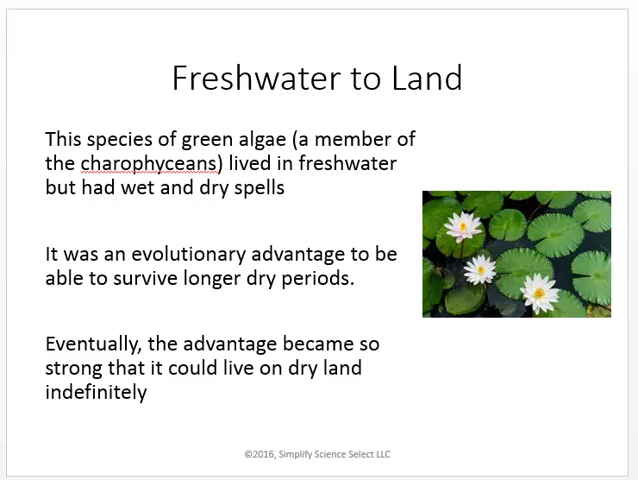 Freshwater to Land
This species of green algae (a member of
the charophyceans) lived in freshwater
but had wet and dry spells
It was an evolutionary advantage to be
able to survive longer dry periods.
Eventually, the advantage became so
strong that it could live on dry land
indefinitely
©2016, Simplify Science Select LLC